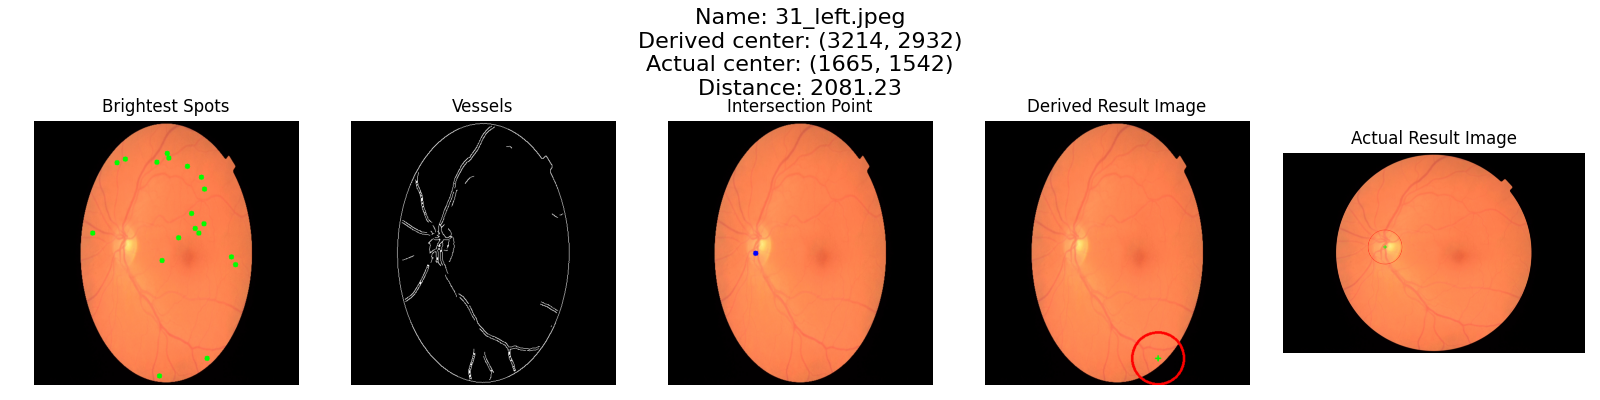 Name: 31_left.jpeg
Derived center: (3214, 2932)
Actual center: (1665, 1542)
Distance: 2081.23
Brightest Spots
Vessels
Intersection Point
Derived Result Image
Actual Result Image